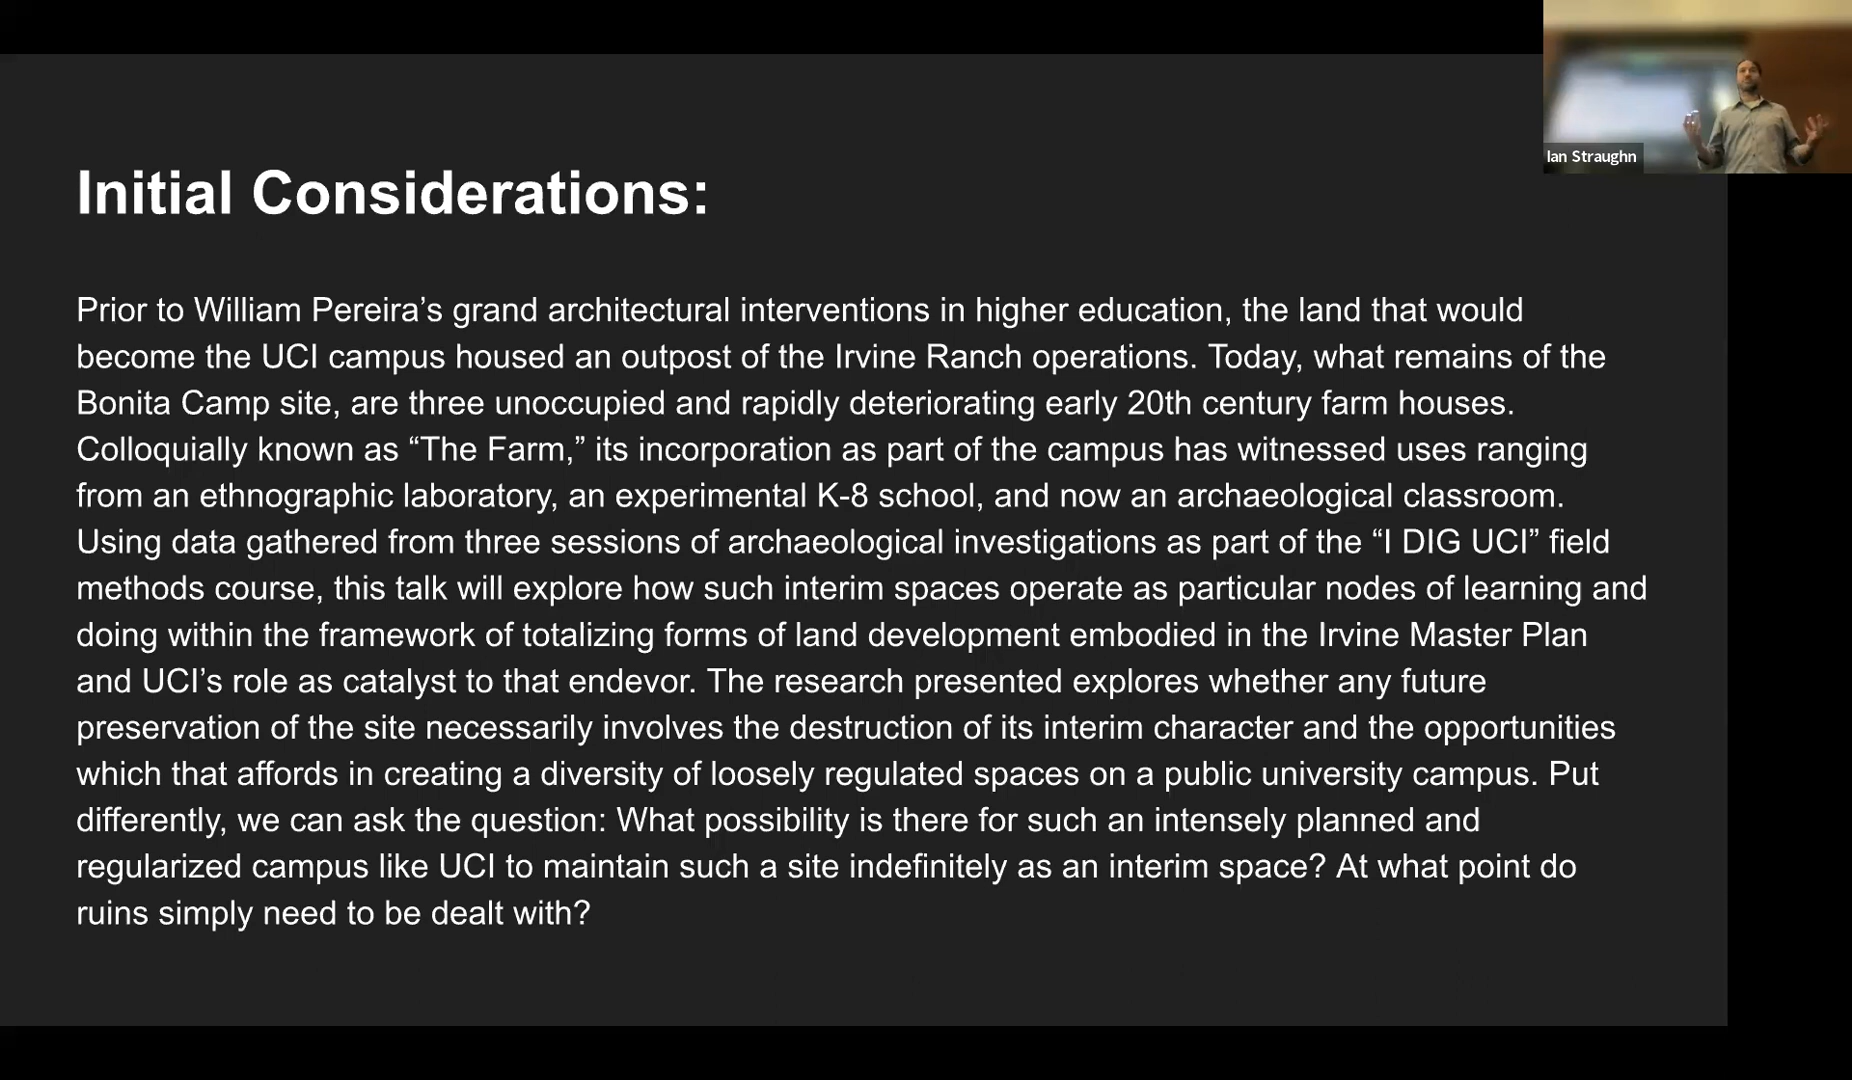 Ian Straughn
Initial Considerations:
Prior to William Pereira’s grand architectural interventions in higher education, the land that would
become the UCI campus housed an outpost of the Irvine Ranch operations. Today, what remains of the
Bonita Camp site, are three unoccupied and rapidly deteriorating early 20th century farm houses.
Colloquially known as “The Farm,” its incorporation as part of the campus has witnessed uses ranging
from an ethnographic laboratory, an experimental K-8 school, and now an archaeological classroom.
Using data gathered from three sessions of archaeological investigations as part of the “I DIG UCI” field
methods course, this talk will explore how such interim spaces operate as particular nodes of learning and
doing within the framework of totalizing forms of land development embodied in the Irvine Master Plan
and UCI’s role as catalyst to that endevor. The research presented explores whether any future
preservation of the site necessarily involves the destruction of its interim character and the opportunities
which that affords in creating a diversity of loosely regulated spaces on a public university campus. Put
differently, we can ask the question: What possibility is there for such an intensely planned and
regularized campus like UCI to maintain such a site indefinitely as an interim space? At what point do
ruins simply need to be dealt with?